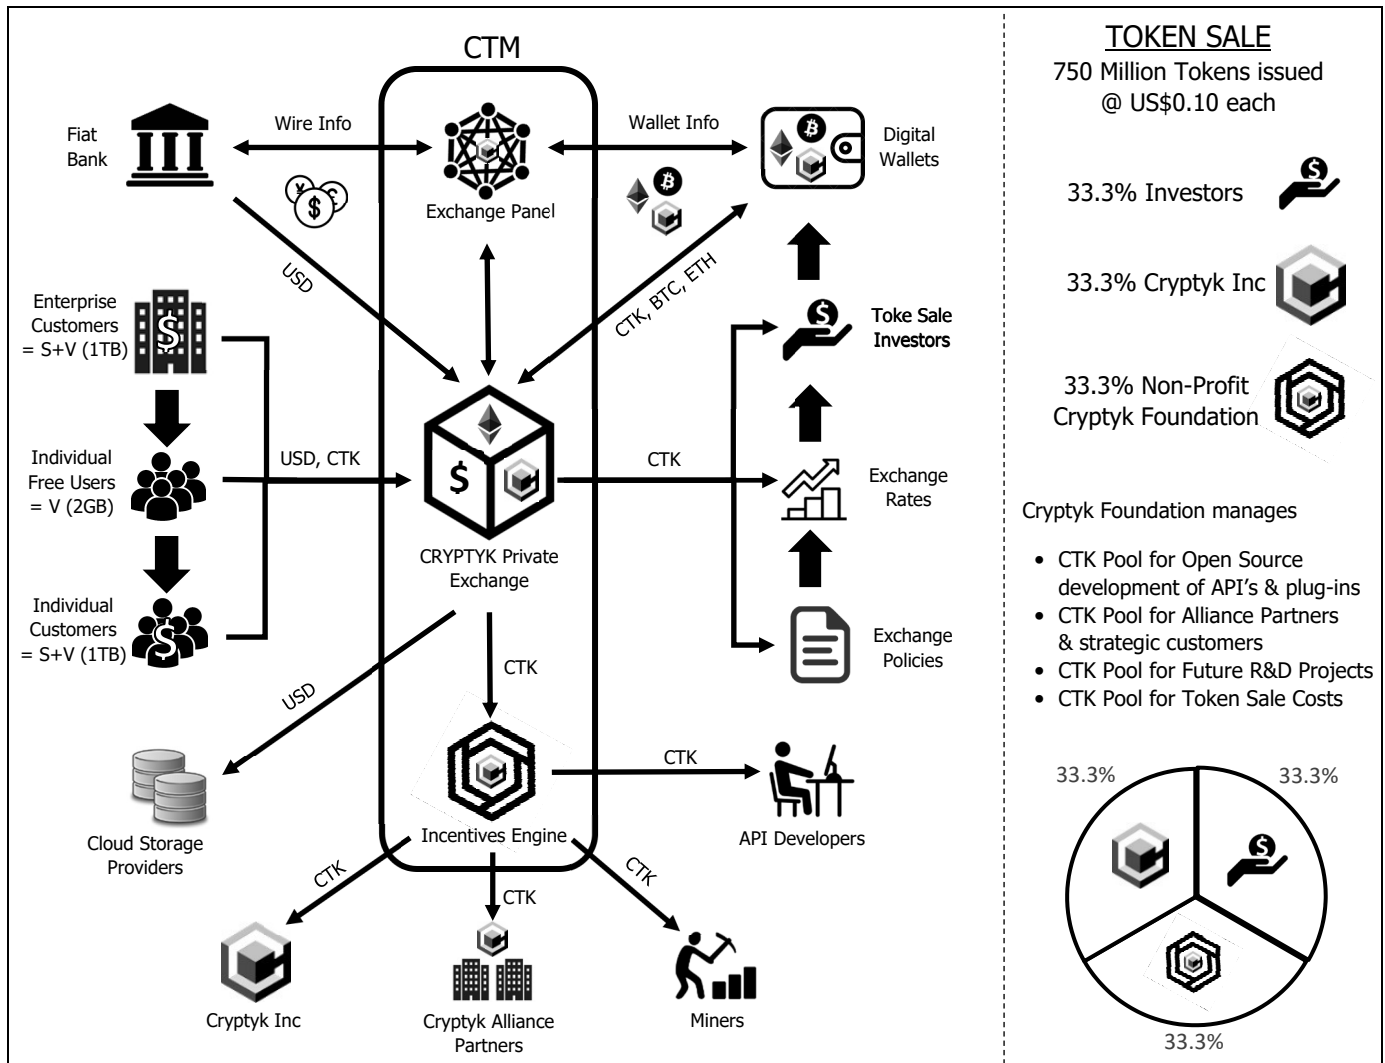 CTM
Fiat
Bank
Wire Info
Exchange Panel
Wallet Info
Digital
Wallets
¥
£
$
USD
CTK, BTC, ETH
Enterprise
Customers
= S+V (1TB)
$
Individual
Free Users
= V (2GB)
Individual
Customers
= S+V (1TB)
$
USD, CTK
$
CRYPTYK Private
Exchange
CTK
$
Toke Sale
Investors
Exchange
Rates
Exchange
Policies
USD
CTK
Cloud Storage
Providers
Incentives Engine
CTK
API Developers
CTK
CTK
CTK
Cryptyk Inc
Cryptyk Alliance
Partners
Miners
TOKEN SALE
750 Million Tokens issued
@ US$0.10 each
33.3% Investors
$
33.3% Cryptyk Inc
33.3% Non-Profit
Cryptyk Foundation
Cryptyk Foundation manages
• CTK Pool for Open Source
development of API's & plug-ins
• CTK Pool for Alliance Partners
& strategic customers
• CTK Pool for Future R&D Projects
• CTK Pool for Token Sale Costs
33.3%
33.3%
$
33.3%